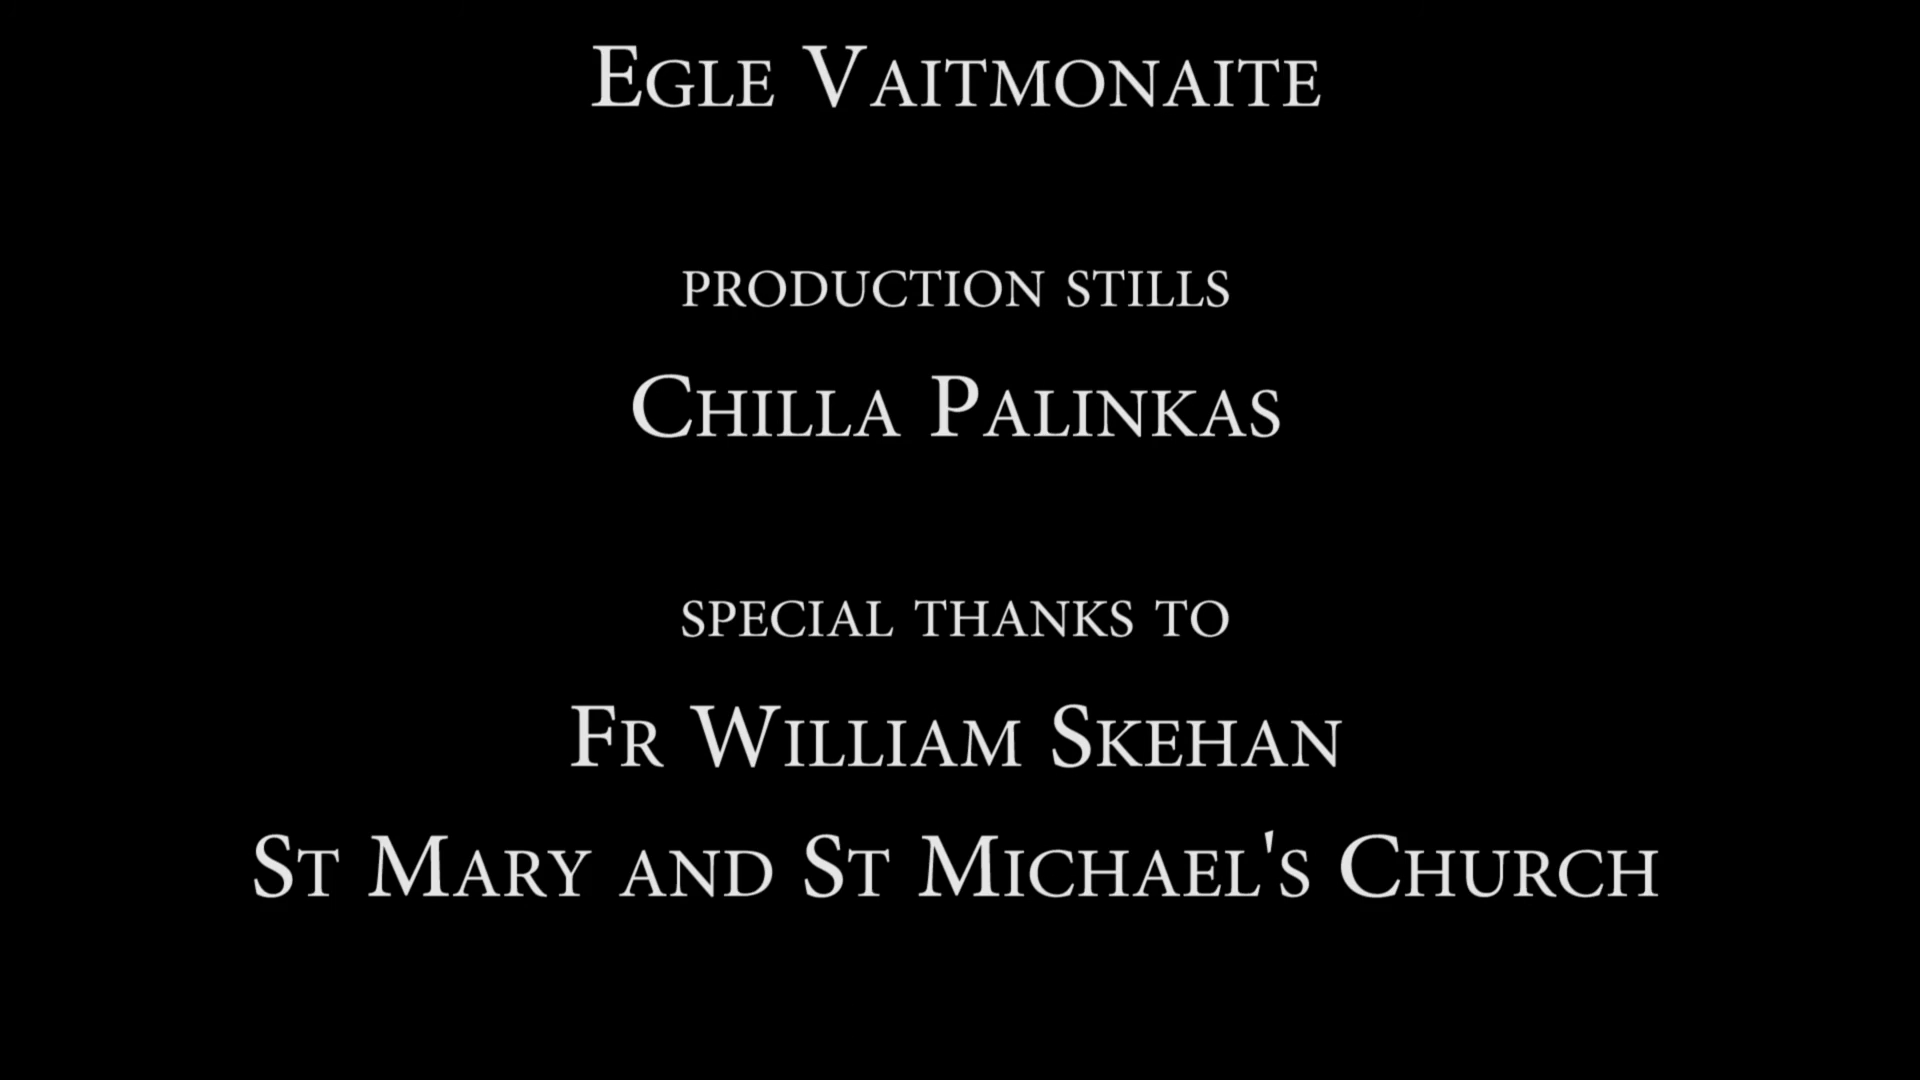 Egle Vaitmonaite
production stills
Chilla Palinkas
special thanks to
Fr William Skehan
St Mary and St Michael's Church